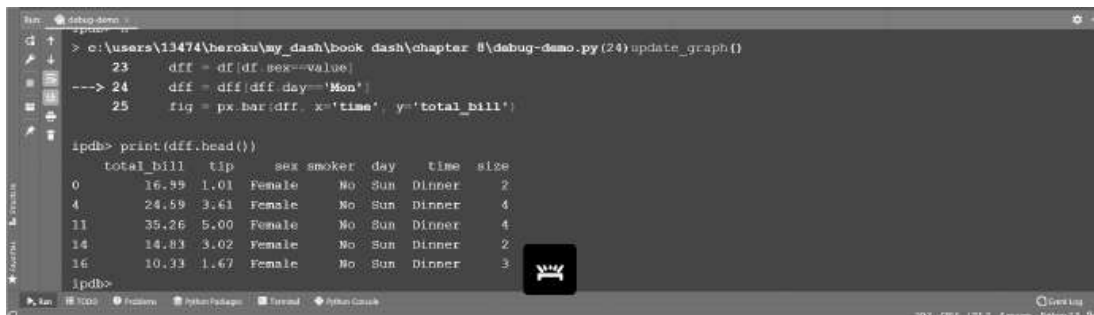 Run: debug-demo
ipdb> n
> c:\users\13474\heroku\my_dash\book dash\chapter 8\debug-demo.py(24)update_graph()
23 dff = df[df.sex==value]
---> 24 dff = dff[dff.day=='Mon']
25 fig = px.bar(dff, x='time', y='total_bill')
ipdb> print(dff.head())
total_bill tip sex smoker day time size
0 16.99 1.01 Female No Sun Dinner 2
4 24.59 3.61 Female No Sun Dinner 4
11 35.26 5.00 Female No Sun Dinner 4
14 14.83 3.02 Female No Sun Dinner 2
16 10.33 1.67 Female No Sun Dinner 3
ipdb>
Structure
Favorites
Run TODO Problems Python Packages Terminal Python Console Event Log